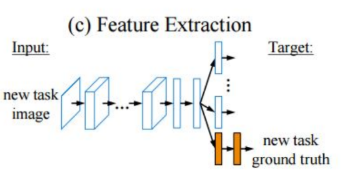 (c) Feature Extraction
Input:
Target:
new task
image
...
⋮
new task
ground truth